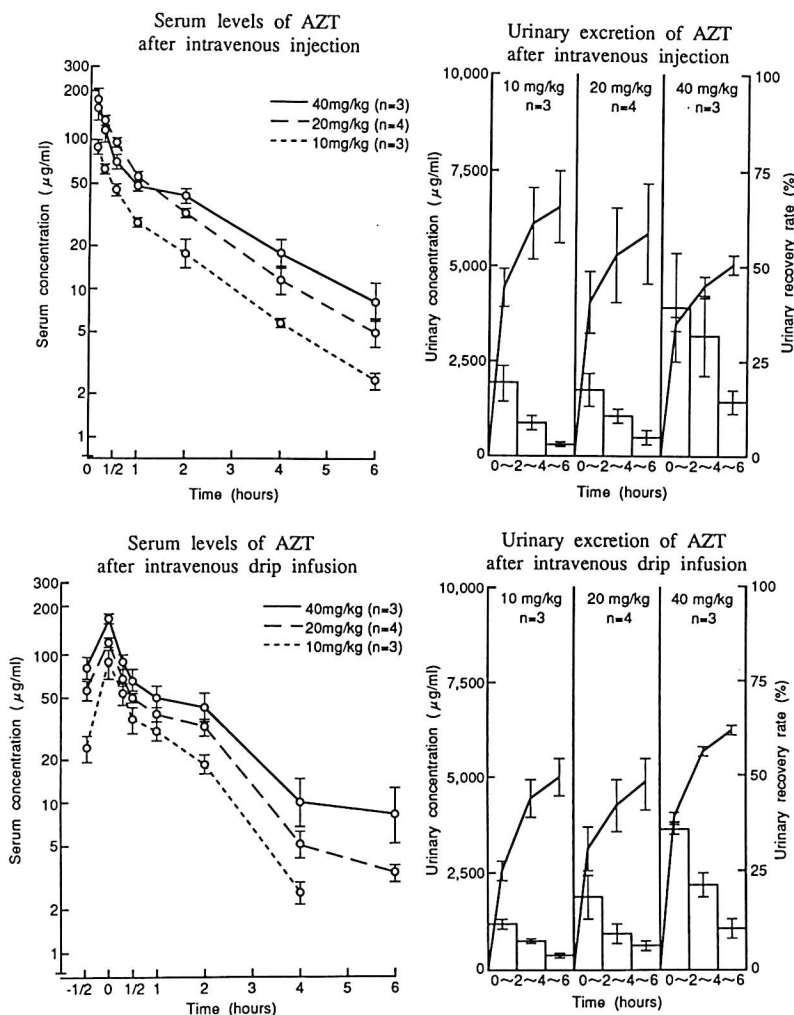 Serum levels of AZT
after intravenous injection
300
200
100
50
20
10
5
2
1
Serum concentration ( μg/ml)
40mg/kg (n=3)
20mg/kg (n=4)
10mg/kg (n=3)
0 1/2 1 2 3 4 5 6
Time (hours)
Urinary excretion of AZT
after intravenous injection
10,000
7,500
5,000
2,500
0
Urinary concentration ( μg/ml)
10 mg/kg
n=3
20 mg/kg
n=4
40 mg/kg
n=3
100
75
50
25
0
Urinary recovery rate (%)
0~2~4~6 0~2~4~6 0~2~4~6
Time (hours)
Serum levels of AZT
after intravenous drip infusion
300
200
100
50
20
10
5
2
1
Serum concentration ( μg/ml)
40mg/kg (n=3)
20mg/kg (n=4)
10mg/kg (n=3)
-1/2 0 1/2 1 2 3 4 5 6
Time (hours)
Urinary excretion of AZT
after intravenous drip infusion
10,000
7,500
5,000
2,500
0
Urinary concentration ( μg/ml)
10 mg/kg
n=3
20 mg/kg
n=4
40 mg/kg
n=3
100
75
50
25
0
Urinary recovery rate (%)
0~2~4~6 0~2~4~6 0~2~4~6
Time (hours)